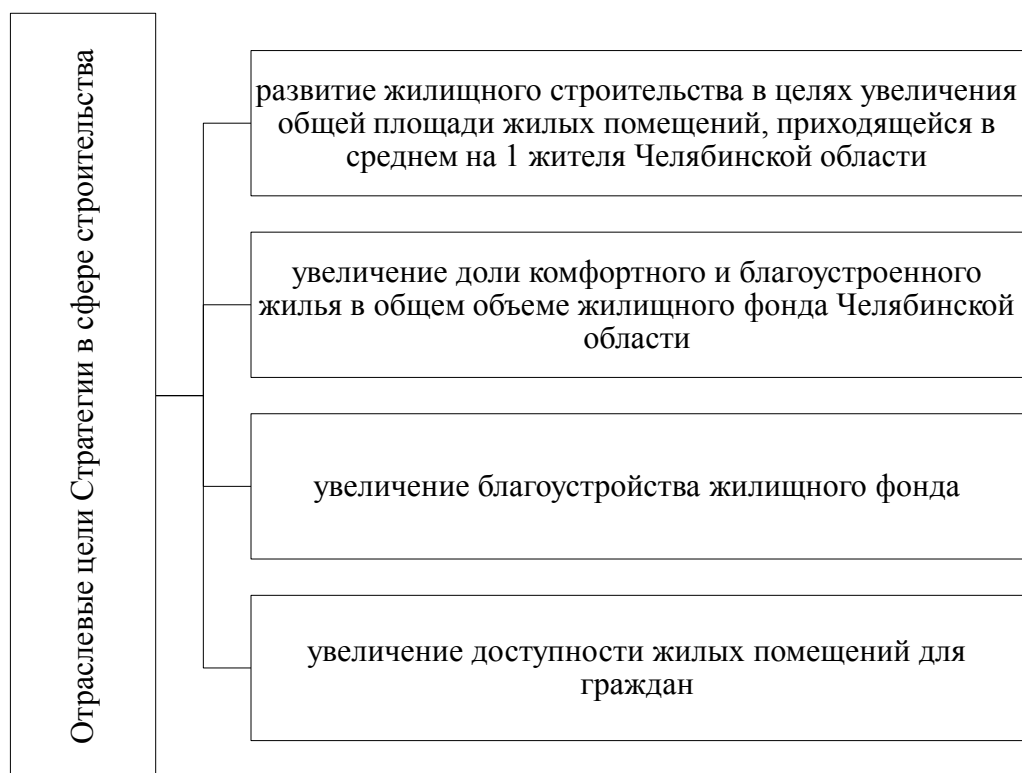 Отраслевые цели Стратегии в сфере строительства
развитие жилищного строительства в целях увеличения
общей площади жилых помещений, приходящейся в
среднем на 1 жителя Челябинской области
увеличение доли комфортного и благоустроенного
жилья в общем объеме жилищного фонда Челябинской
области
увеличение благоустройства жилищного фонда
увеличение доступности жилых помещений для
граждан